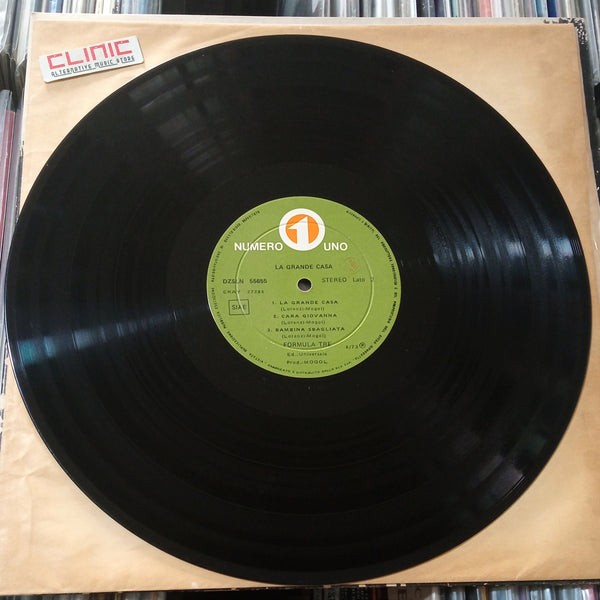 CLINIC
ALTERNATIVE MUSIC STORE
NUMERO 1 UNO
LA GRANDE CASA
DZSLN 55655 STEREO Lato 2
SIAE
1. LA GRANDE CASA
(Lorenzi-Mogol)
2. CARA GIOVANNA
(Lorenzi-Mogol)
3. BAMBINA SBAGLIATA
(Lorenzi-Mogol)
FORMULA TRE
Ed.:Universale
Prod.:MOGOL
4/73 Ⓟ